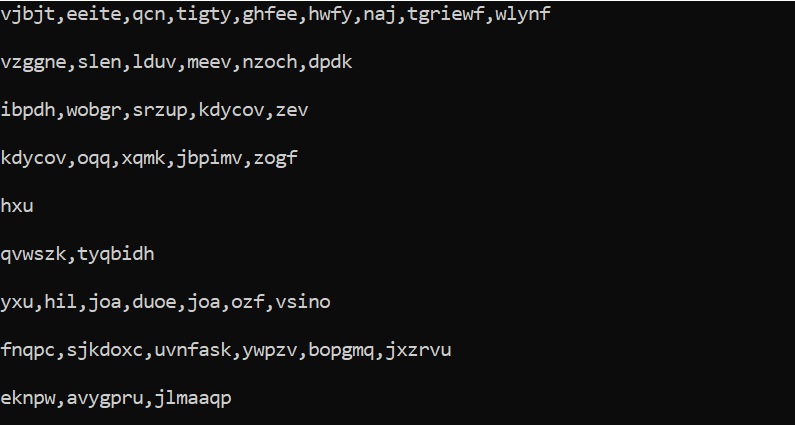 vjbjt,eeite,qcn,tigty,ghfee,hwfy,naj,tgriewf,wlynf
vzggne,slen,lduv,meev,nzoch,dpdk
ibpdh,wobgr,srzup,kdycov,zev
kdycov,oqq,xqmk,jbpimv,zogf
hxu
qvwszk,tyqbidh
yxu,hil,joa,duoe,joa,ozf,vsino
fnqpc,sjkdoxc,uvnfask,ywpzv,bopgmq,jxzrvu
eknpw,avygpru,jlmaaqp